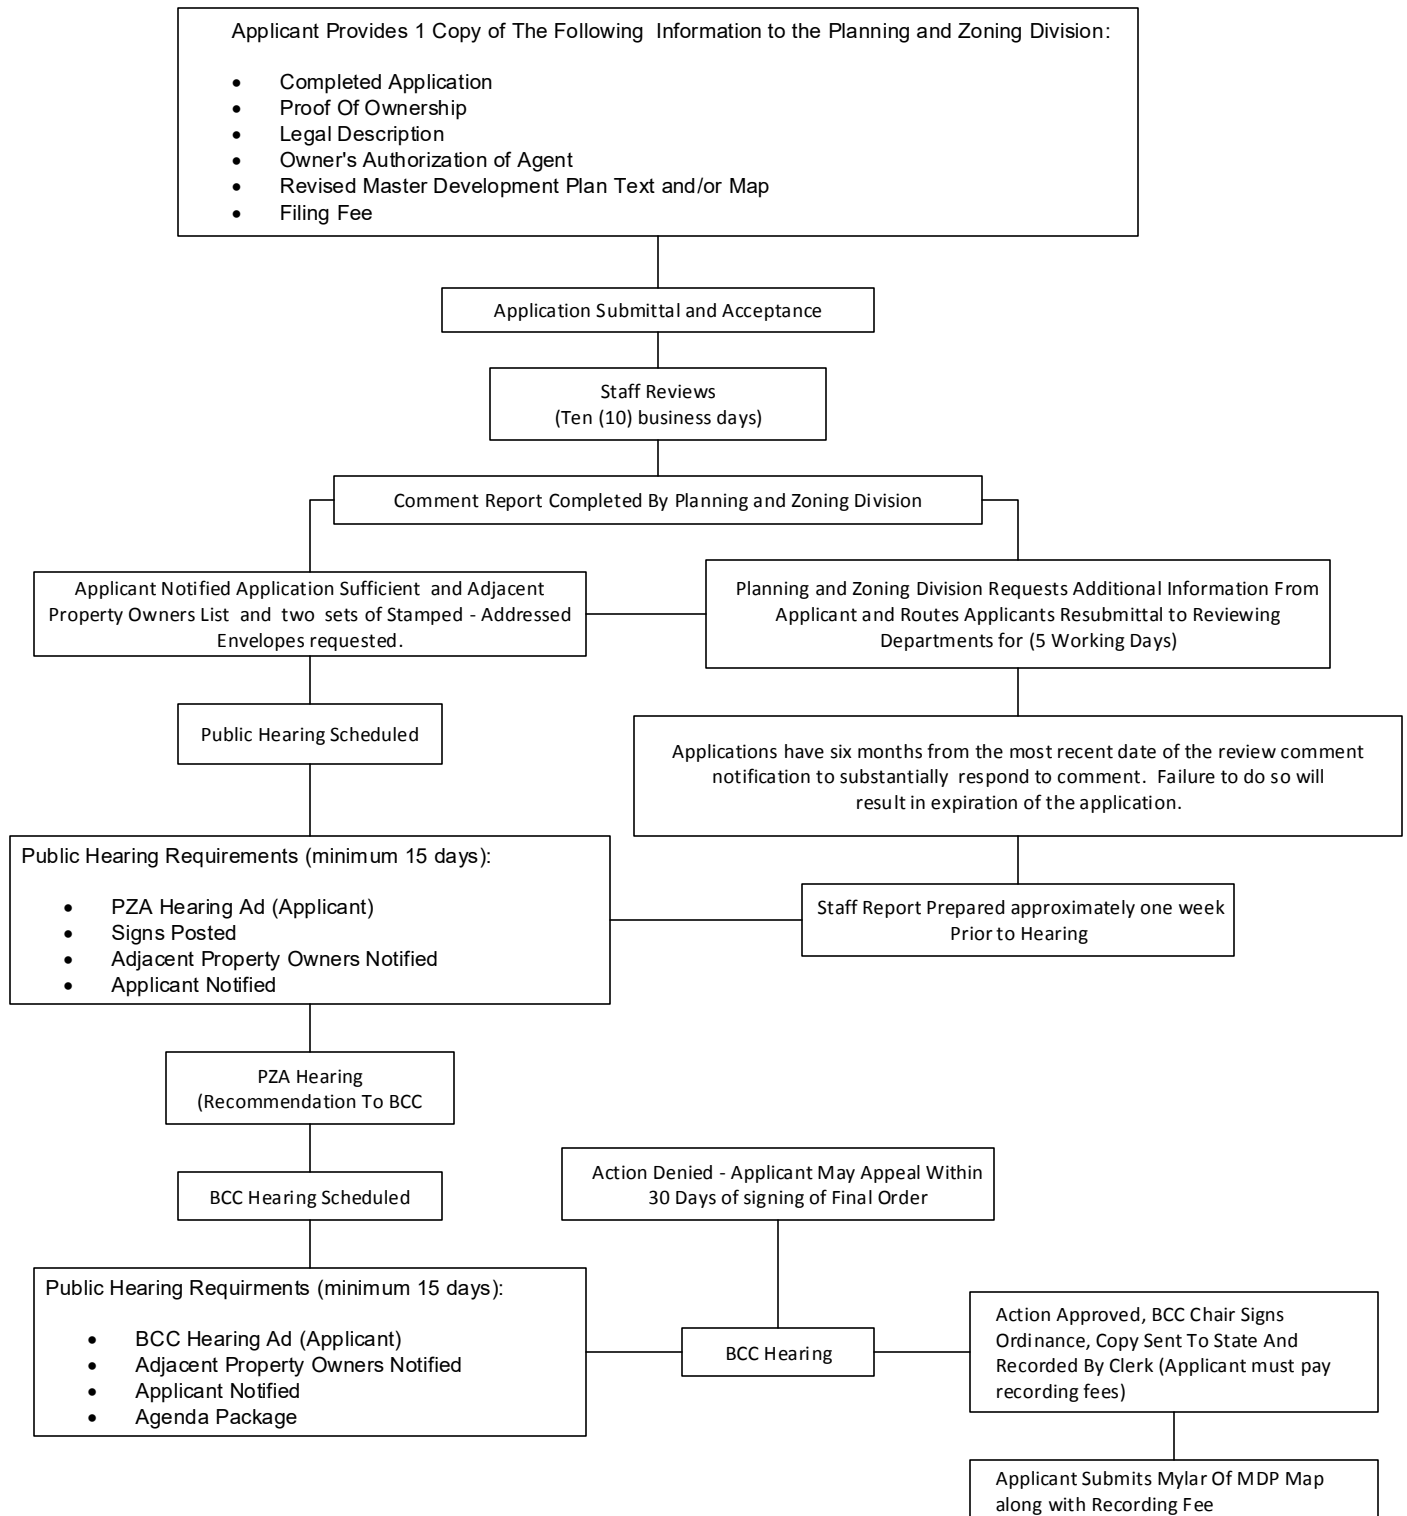 Applicant Provides 1 Copy of The Following Information to the Planning and Zoning Division:
• Completed Application
• Proof Of Ownership
• Legal Description
• Owner's Authorization of Agent
• Revised Master Development Plan Text and/or Map
• Filing Fee
Application Submittal and Acceptance
Staff Reviews
(Ten (10) business days)
Comment Report Completed By Planning and Zoning Division
Applicant Notified Application Sufficient and Adjacent
Property Owners List and two sets of Stamped - Addressed
Envelopes requested.
Planning and Zoning Division Requests Additional Information From
Applicant and Routes Applicants Resubmittal to Reviewing
Departments for (5 Working Days)
Public Hearing Scheduled
Applications have six months from the most recent date of the review comment
notification to substantially respond to comment. Failure to do so will
result in expiration of the application.
Public Hearing Requirements (minimum 15 days):
• PZA Hearing Ad (Applicant)
• Signs Posted
• Adjacent Property Owners Notified
• Applicant Notified
Staff Report Prepared approximately one week
Prior to Hearing
PZA Hearing
(Recommendation To BCC
BCC Hearing Scheduled
Action Denied - Applicant May Appeal Within
30 Days of signing of Final Order
Public Hearing Requirments (minimum 15 days):
• BCC Hearing Ad (Applicant)
• Adjacent Property Owners Notified
• Applicant Notified
• Agenda Package
BCC Hearing
Action Approved, BCC Chair Signs
Ordinance, Copy Sent To State And
Recorded By Clerk (Applicant must pay
recording fees)
Applicant Submits Mylar Of MDP Map
along with Recording Fee